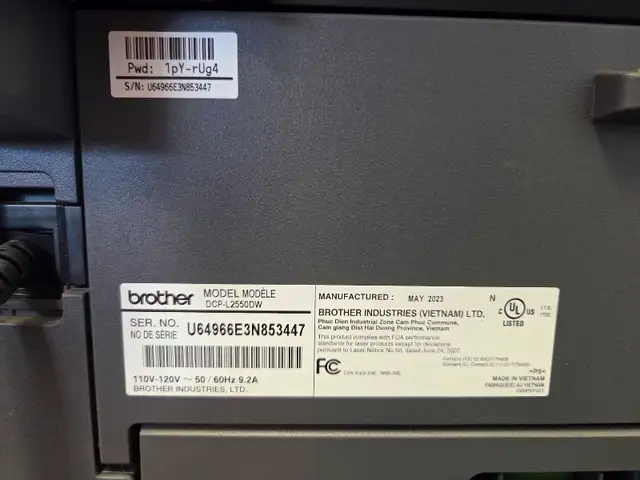 Pwd: 1pY-rUg4
S/N: U64966E3N853447
brother MODEL MODÈLE
DCP-L2550DW
SER. NO.
NO DE SÉRIE U64966E3N853447
110V-120V ~ 50 / 60Hz 9.2A
BROTHER INDUSTRIES, LTD.
MANUFACTURED : MAY 2023 N
BROTHER INDUSTRIES (VIETNAM) LTD.
Phuc Dien Industrial Zone Cam Phuc Commune,
Cam giang Dist Hai Duong Province, Vietnam
This product complies with FDA performance
standards for laser products except for deviations
pursuant to Laser Notice No.50, dated June 24, 2007.
FC
C UL US
LISTED
MADE IN VIETNAM
FABRIQUÉ AU VIETNAM